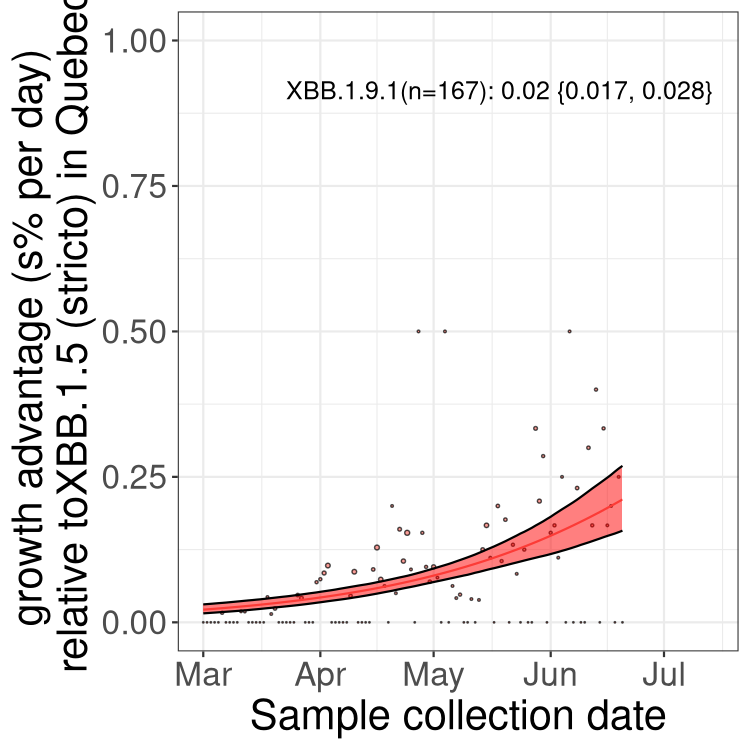 growth advantage (s% per day)
relative toXBB.1.5 (stricto) in Quebec
1.00
XBB.1.9.1(n=167): 0.02 {0.017, 0.028}
0.75
0.50
0.25
0.00
Mar Apr May Jun Jul
Sample collection date